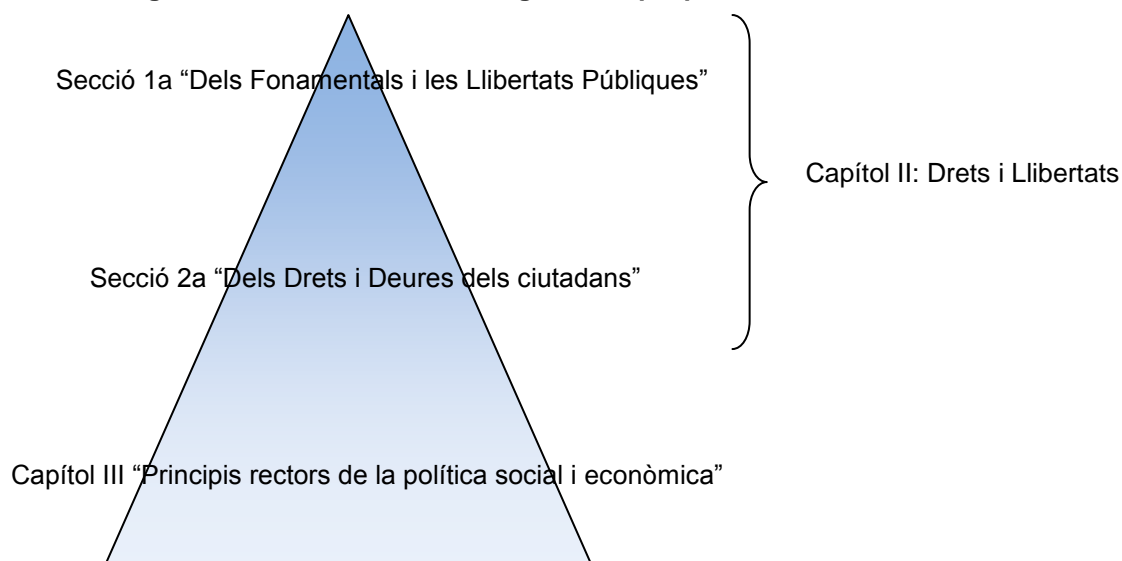 Secció 1a “Dels Fonamentals i les Llibertats Públiques”
Capítol II: Drets i Llibertats
Secció 2a “Dels Drets i Deures dels ciutadans”
Capítol III “Principis rectors de la política social i econòmica”